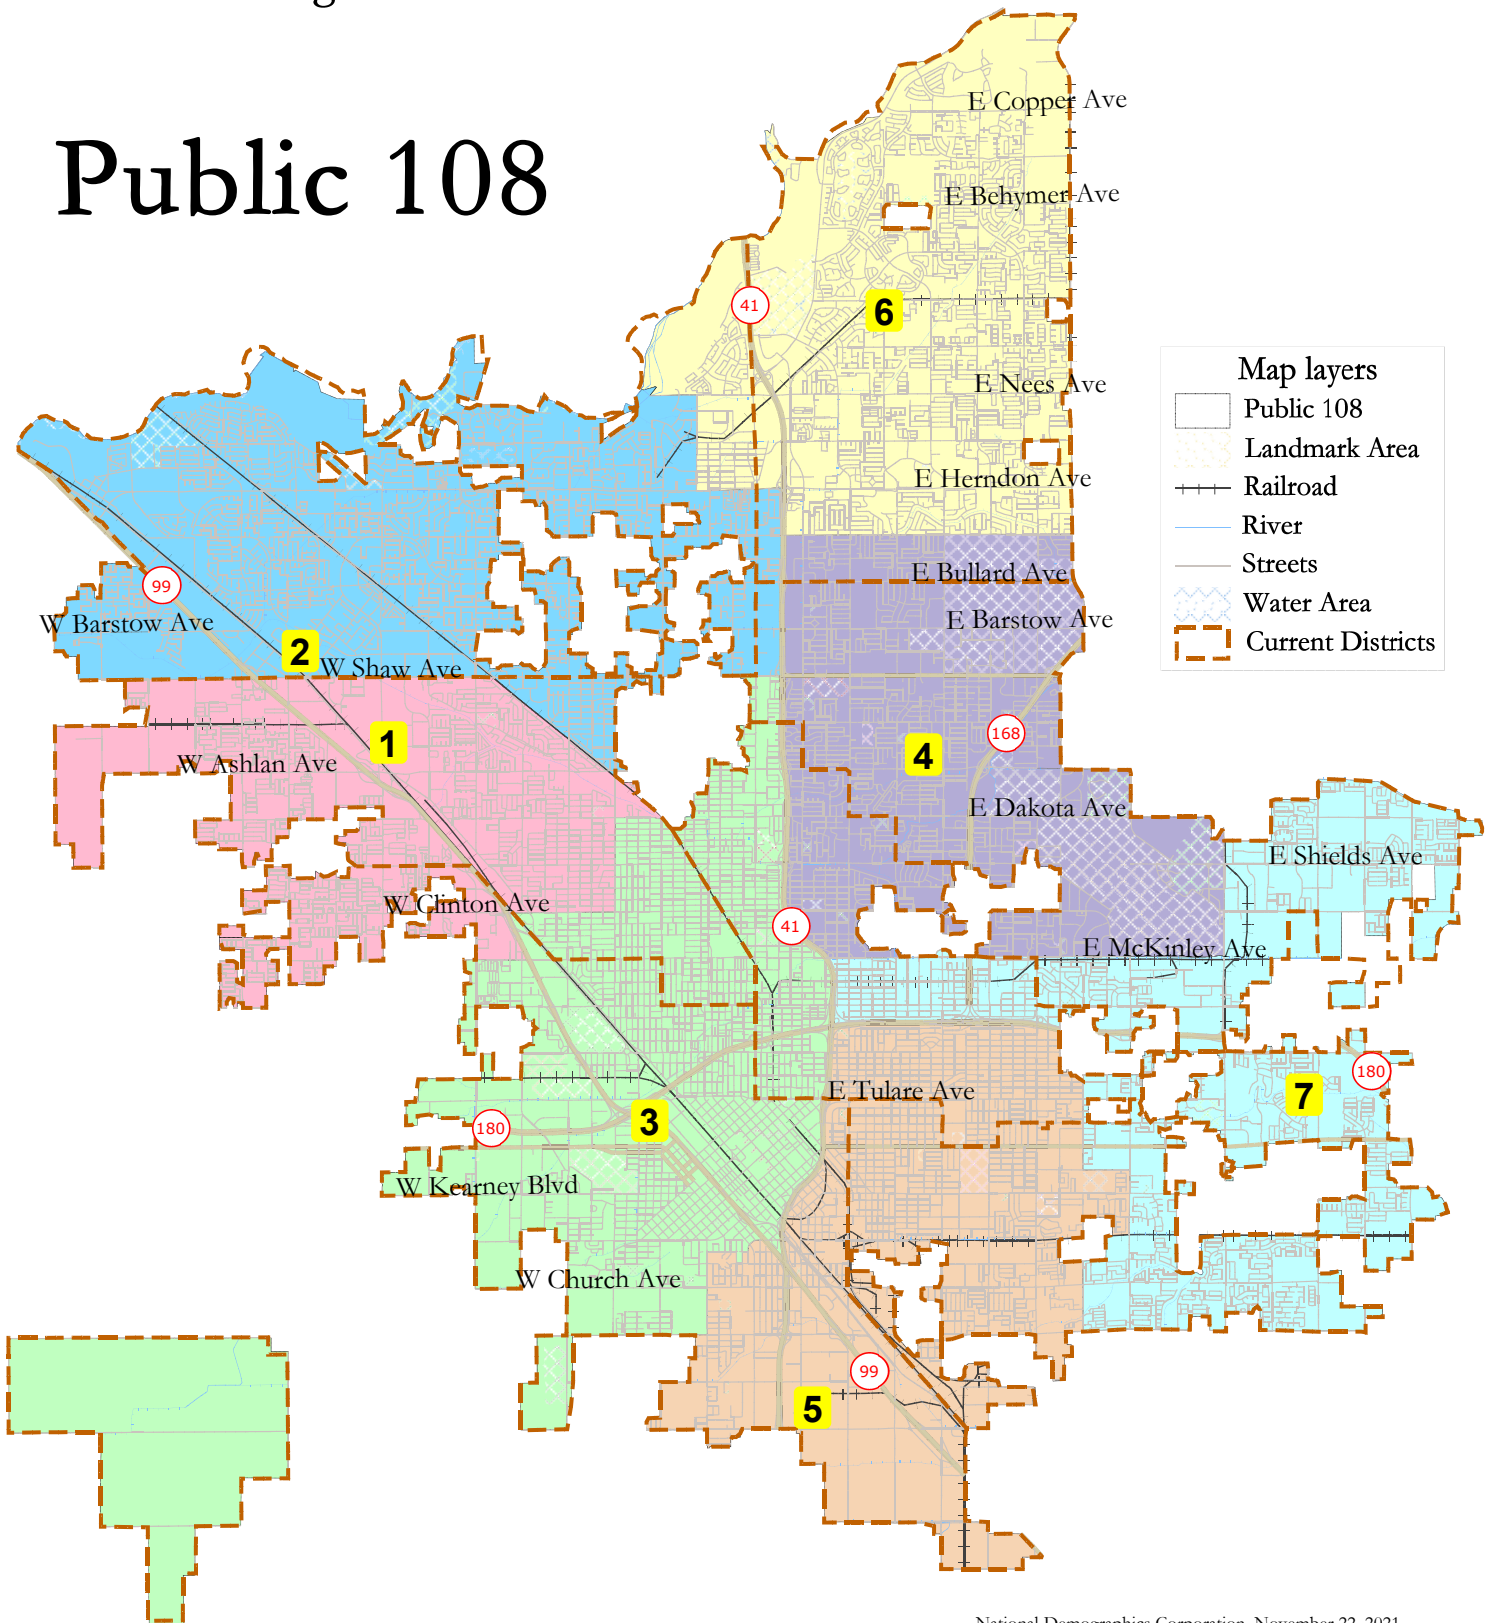 Public 108
E Copper Ave
E Behymer Ave
41
6
E Nees Ave
Map layers
Public 108
Landmark Area
Railroad
River
Streets
Water Area
Current Districts
E Herndon Ave
E Bullard Ave
99
W Barstow Ave
E Barstow Ave
2
W Shaw Ave
1
168
4
W Ashlan Ave
E Dakota Ave
E Shields Ave
W Clinton Ave
41
E McKinley Ave
180
E Tulare Ave
7
3
180
W Kearney Blvd
W Church Ave
99
5